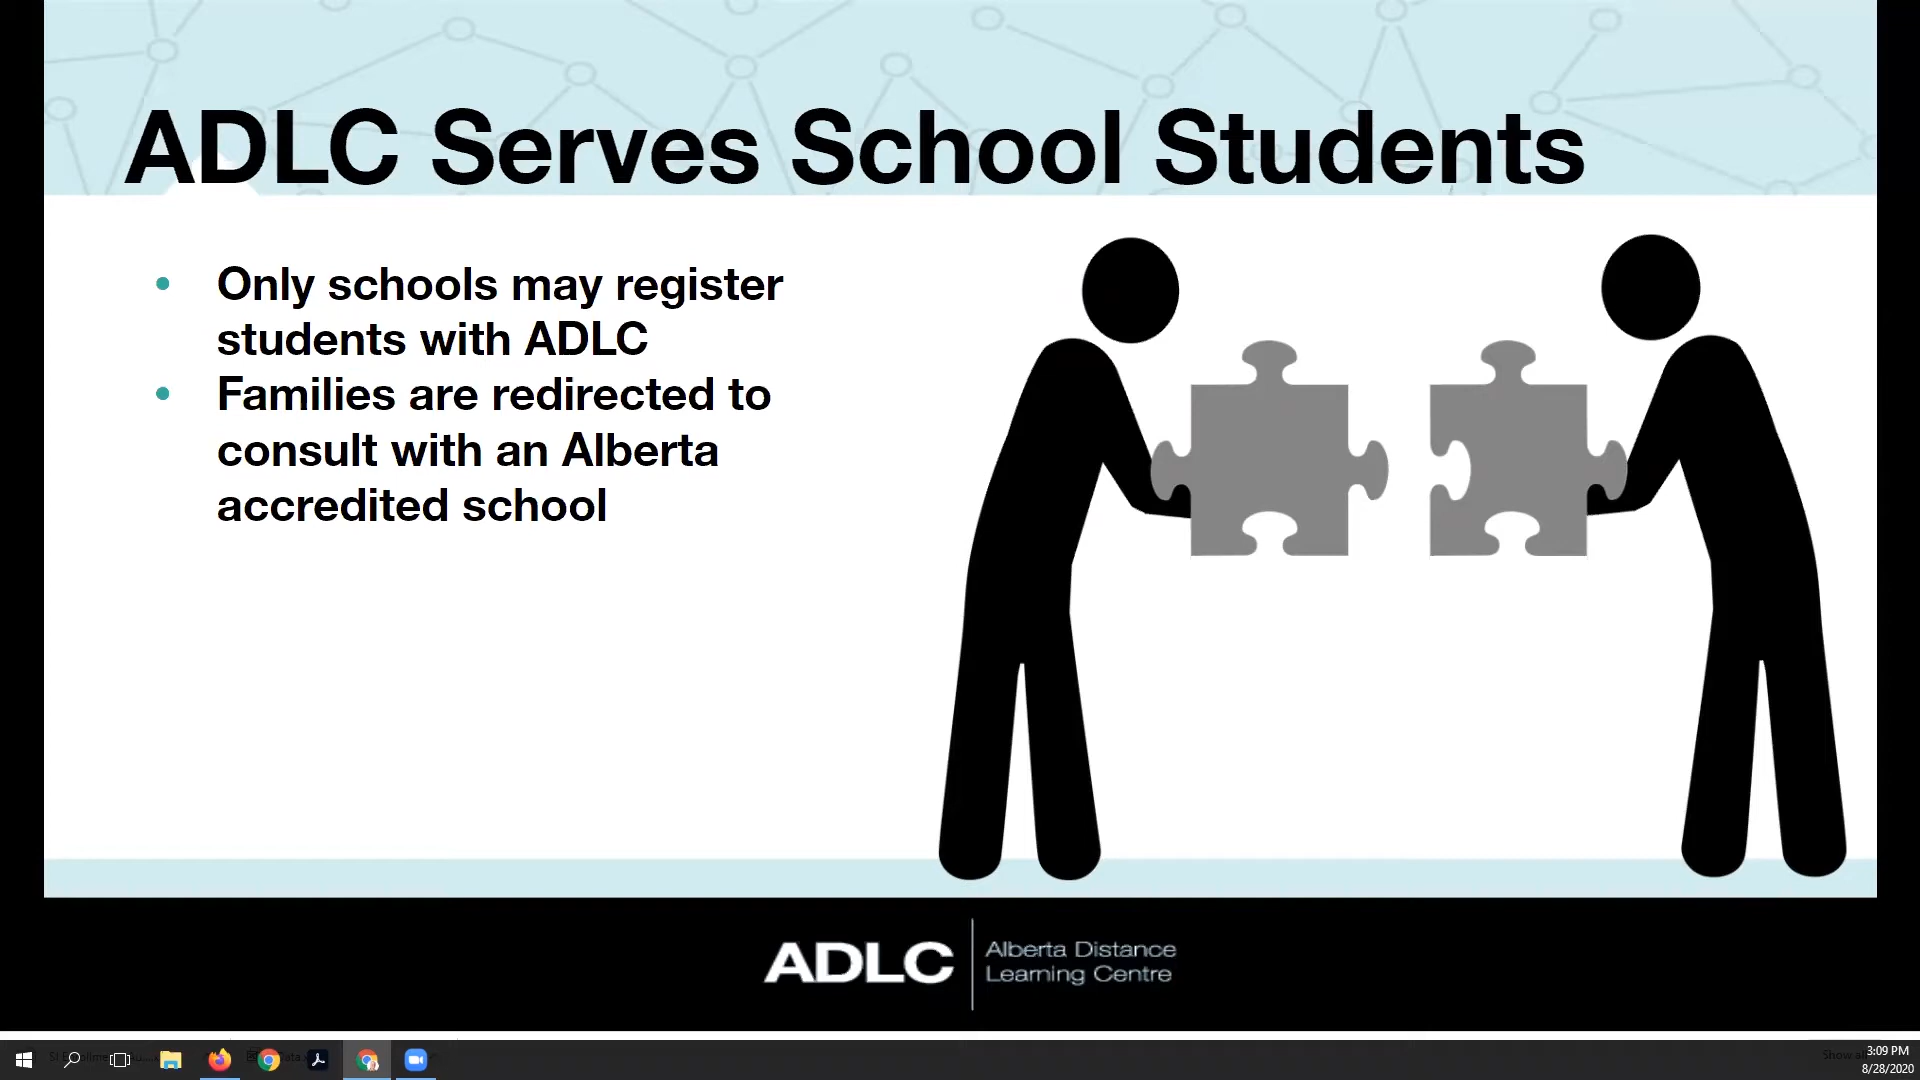 ADLC Serves School Students
• Only schools may register
students with ADLC
• Families are redirected to
consult with an Alberta
accredited school
ADLC
Alberta Distance
Learning Centre
3:09 PM
8/28/2020